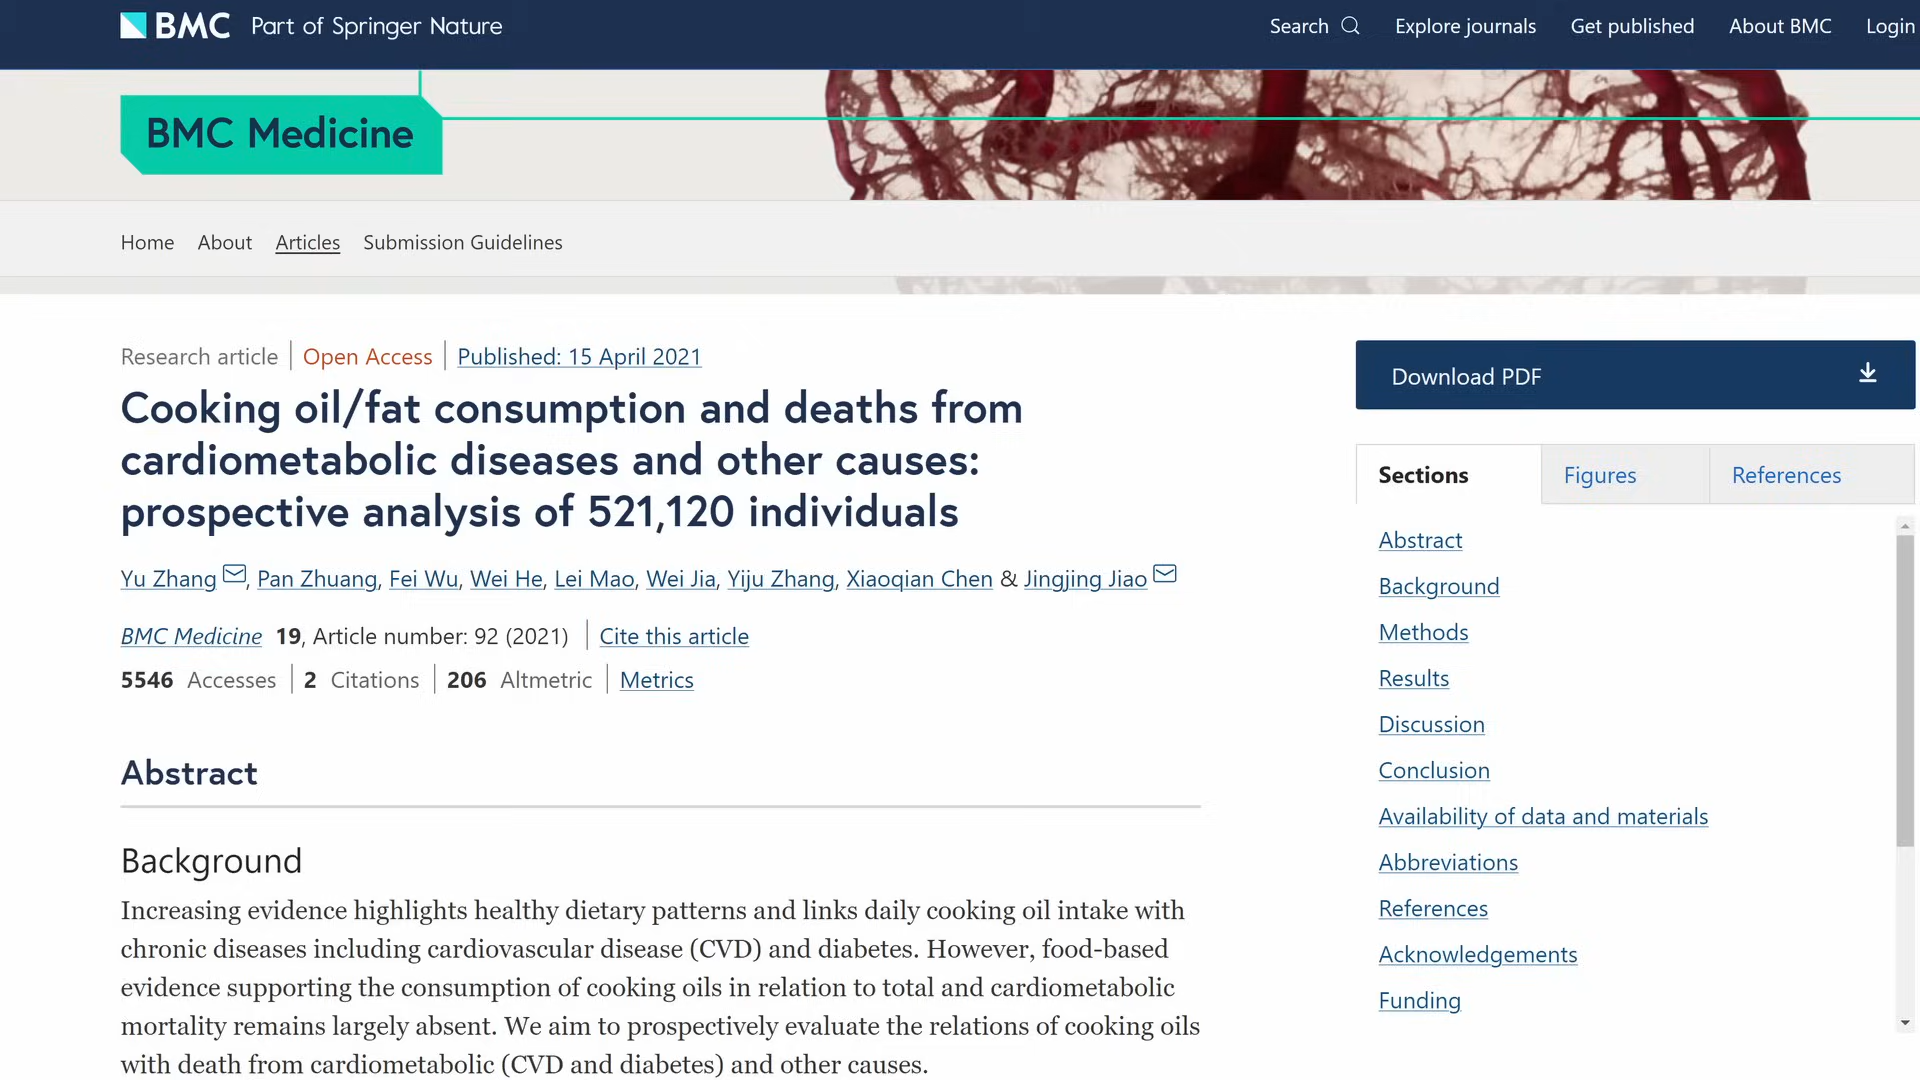 BMC Part of Springer Nature
Search Explore journals Get published About BMC Login
BMC Medicine
Home About Articles Submission Guidelines
Research article Open Access Published: 15 April 2021
Cooking oil/fat consumption and deaths from
cardiometabolic diseases and other causes:
prospective analysis of 521,120 individuals
Yu Zhang, Pan Zhuang, Fei Wu, Wei He, Lei Mao, Wei Jia, Yiju Zhang, Xiaoqian Chen & Jingjing Jiao
BMC Medicine 19, Article number: 92 (2021) Cite this article
5546 Accesses 2 Citations 206 Altmetric Metrics
Abstract
Background
Increasing evidence highlights healthy dietary patterns and links daily cooking oil intake with
chronic diseases including cardiovascular disease (CVD) and diabetes. However, food-based
evidence supporting the consumption of cooking oils in relation to total and cardiometabolic
mortality remains largely absent. We aim to prospectively evaluate the relations of cooking oils
with death from cardiometabolic (CVD and diabetes) and other causes.
Download PDF
Sections Figures References
Abstract
Background
Methods
Results
Discussion
Conclusion
Availability of data and materials
Abbreviations
References
Acknowledgements
Funding